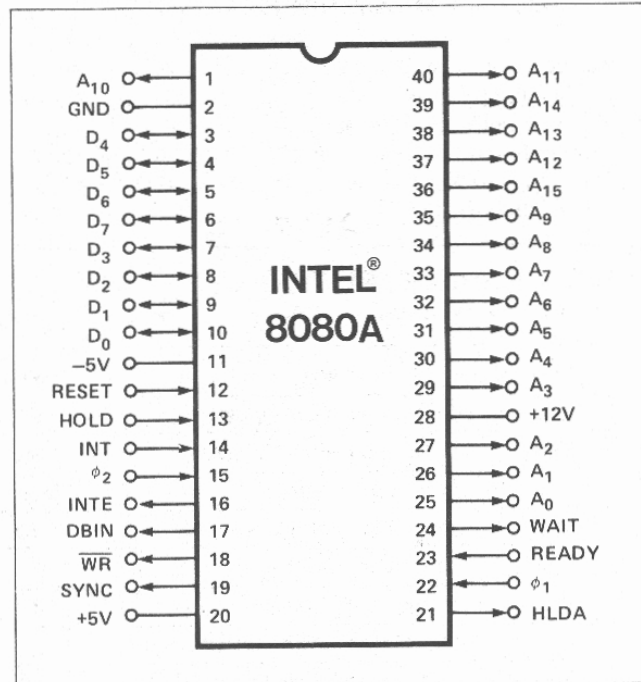 A10 1 40 A11
GND 2 39 A14
D4 3 38 A13
D5 4 37 A12
D6 5 36 A15
D7 6 35 A9
D3 7 34 A8
D2 8 33 A7
D1 9 32 A6
D0 10 31 A5
−5V 11 30 A4
RESET 12 29 A3
HOLD 13 28 +12V
INT 14 27 A2
ϕ2 15 26 A1
INTE 16 25 A0
DBIN 17 24 WAIT
W̅R̅ 18 23 READY
SYNC 19 22 ϕ1
+5V 20 21 HLDA
INTEL®
8080A